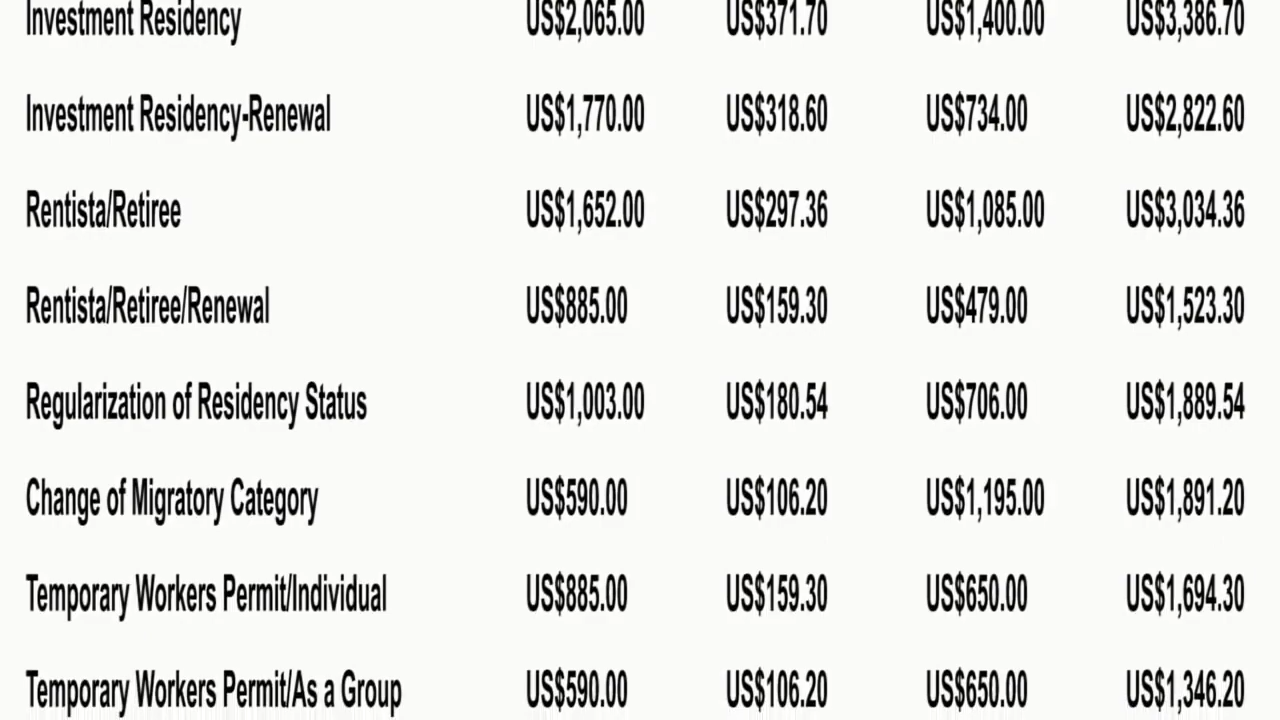 Investment Residency US$2,065.00 US$371.70 US$1,400.00 US$3,386.70
Investment Residency-Renewal US$1,770.00 US$318.60 US$734.00 US$2,822.60
Rentista/Retiree US$1,652.00 US$297.36 US$1,085.00 US$3,034.36
Rentista/Retiree/Renewal US$885.00 US$159.30 US$479.00 US$1,523.30
Regularization of Residency Status US$1,003.00 US$180.54 US$706.00 US$1,889.54
Change of Migratory Category US$590.00 US$106.20 US$1,195.00 US$1,891.20
Temporary Workers Permit/Individual US$885.00 US$159.30 US$650.00 US$1,694.30
Temporary Workers Permit/As a Group US$590.00 US$106.20 US$650.00 US$1,346.20